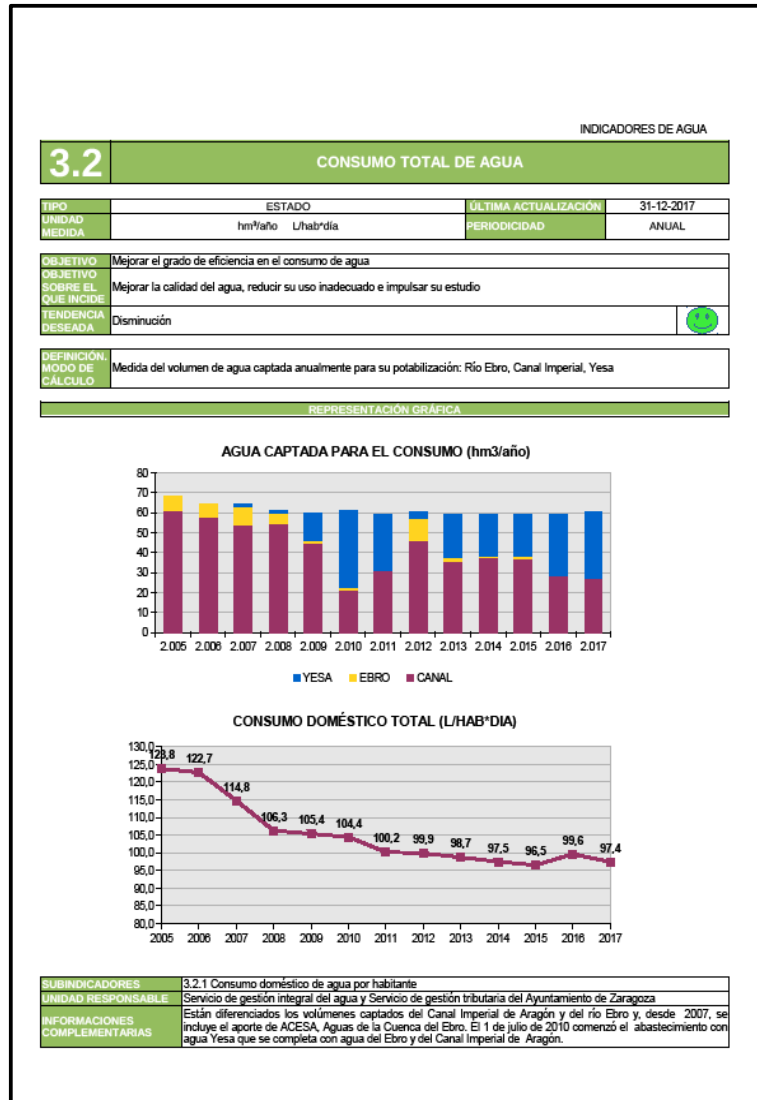 INDICADORES DE AGUA
3.2
CONSUMO TOTAL DE AGUA
TIPO
ESTADO
ÚLTIMA ACTUALIZACIÓN
31-12-2017
UNIDAD
MEDIDA
hm³/año L/hab*día
PERIODICIDAD
ANUAL
OBJETIVO
Mejorar el grado de eficiencia en el consumo de agua
OBJETIVO
SOBRE EL
QUE INCIDE
Mejorar la calidad del agua, reducir su uso inadecuado e impulsar su estudio
TENDENCIA
DESEADA
Disminución
DEFINICIÓN.
MODO DE
CÁLCULO
Medida del volumen de agua captada anualmente para su potabilización: Río Ebro, Canal Imperial, Yesa
REPRESENTACIÓN GRÁFICA
AGUA CAPTADA PARA EL CONSUMO (hm3/año)
80
70
60
50
40
30
20
10
0
2.005 2.006 2.007 2.008 2.009 2.010 2.011 2.012 2.013 2.014 2.015 2.016 2.017
YESA EBRO CANAL
CONSUMO DOMÉSTICO TOTAL (L/HAB*DIA)
130,0
125,0
120,0
115,0
110,0
105,0
100,0
95,0
90,0
85,0
80,0
123,8 122,7 114,8 106,3 105,4 104,4 100,2 99,9 98,7 97,5 96,5 99,6 97,4
2005 2006 2007 2008 2009 2010 2011 2012 2013 2014 2015 2016 2017
SUBINDICADORES
3.2.1 Consumo doméstico de agua por habitante
UNIDAD RESPONSABLE
Servicio de gestión integral del agua y Servicio de gestión tributaria del Ayuntamiento de Zaragoza
INFORMACIONES
COMPLEMENTARIAS
Están diferenciados los volúmenes captados del Canal Imperial de Aragón y del río Ebro y, desde 2007, se
incluye el aporte de ACESA, Aguas de la Cuenca del Ebro. El 1 de julio de 2010 comenzó el abastecimiento con
agua Yesa que se completa con agua del Ebro y del Canal Imperial de Aragón.